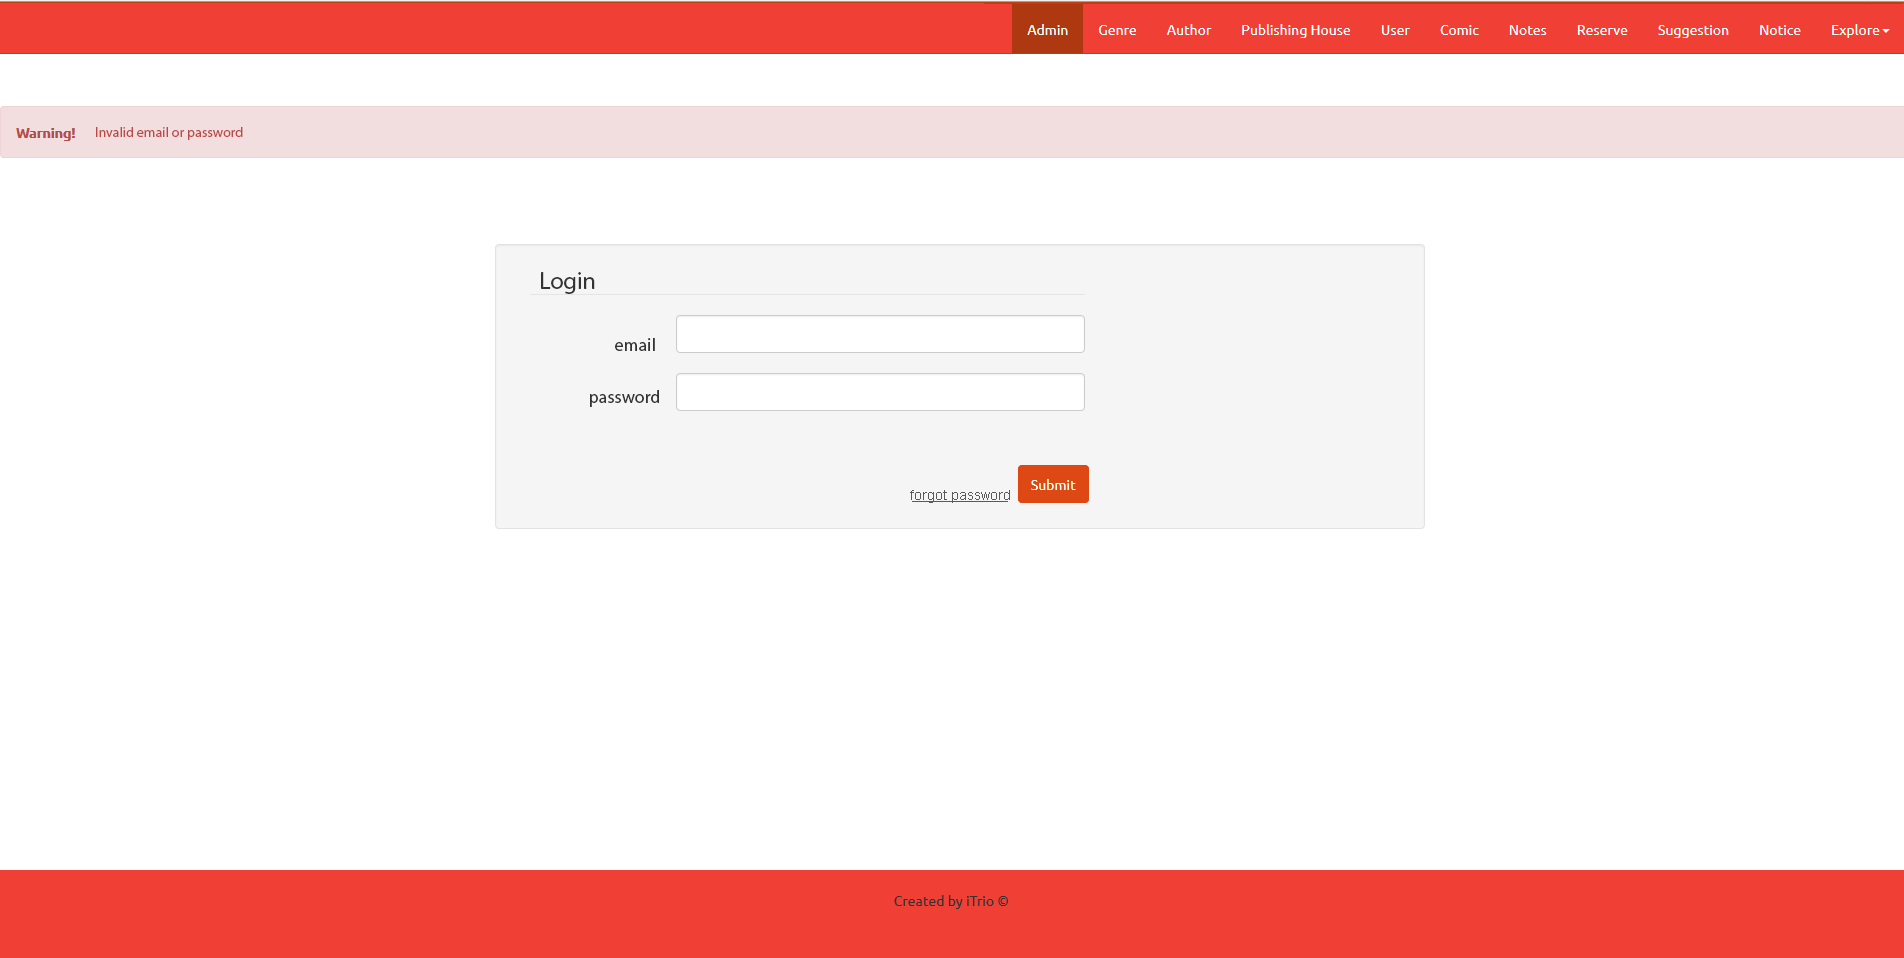 Admin Genre Author Publishing House User Comic Notes Reserve Suggestion Notice Explore
Warning! Invalid email or password
Login
email
password
forgot password Submit
Created by iTrio ©